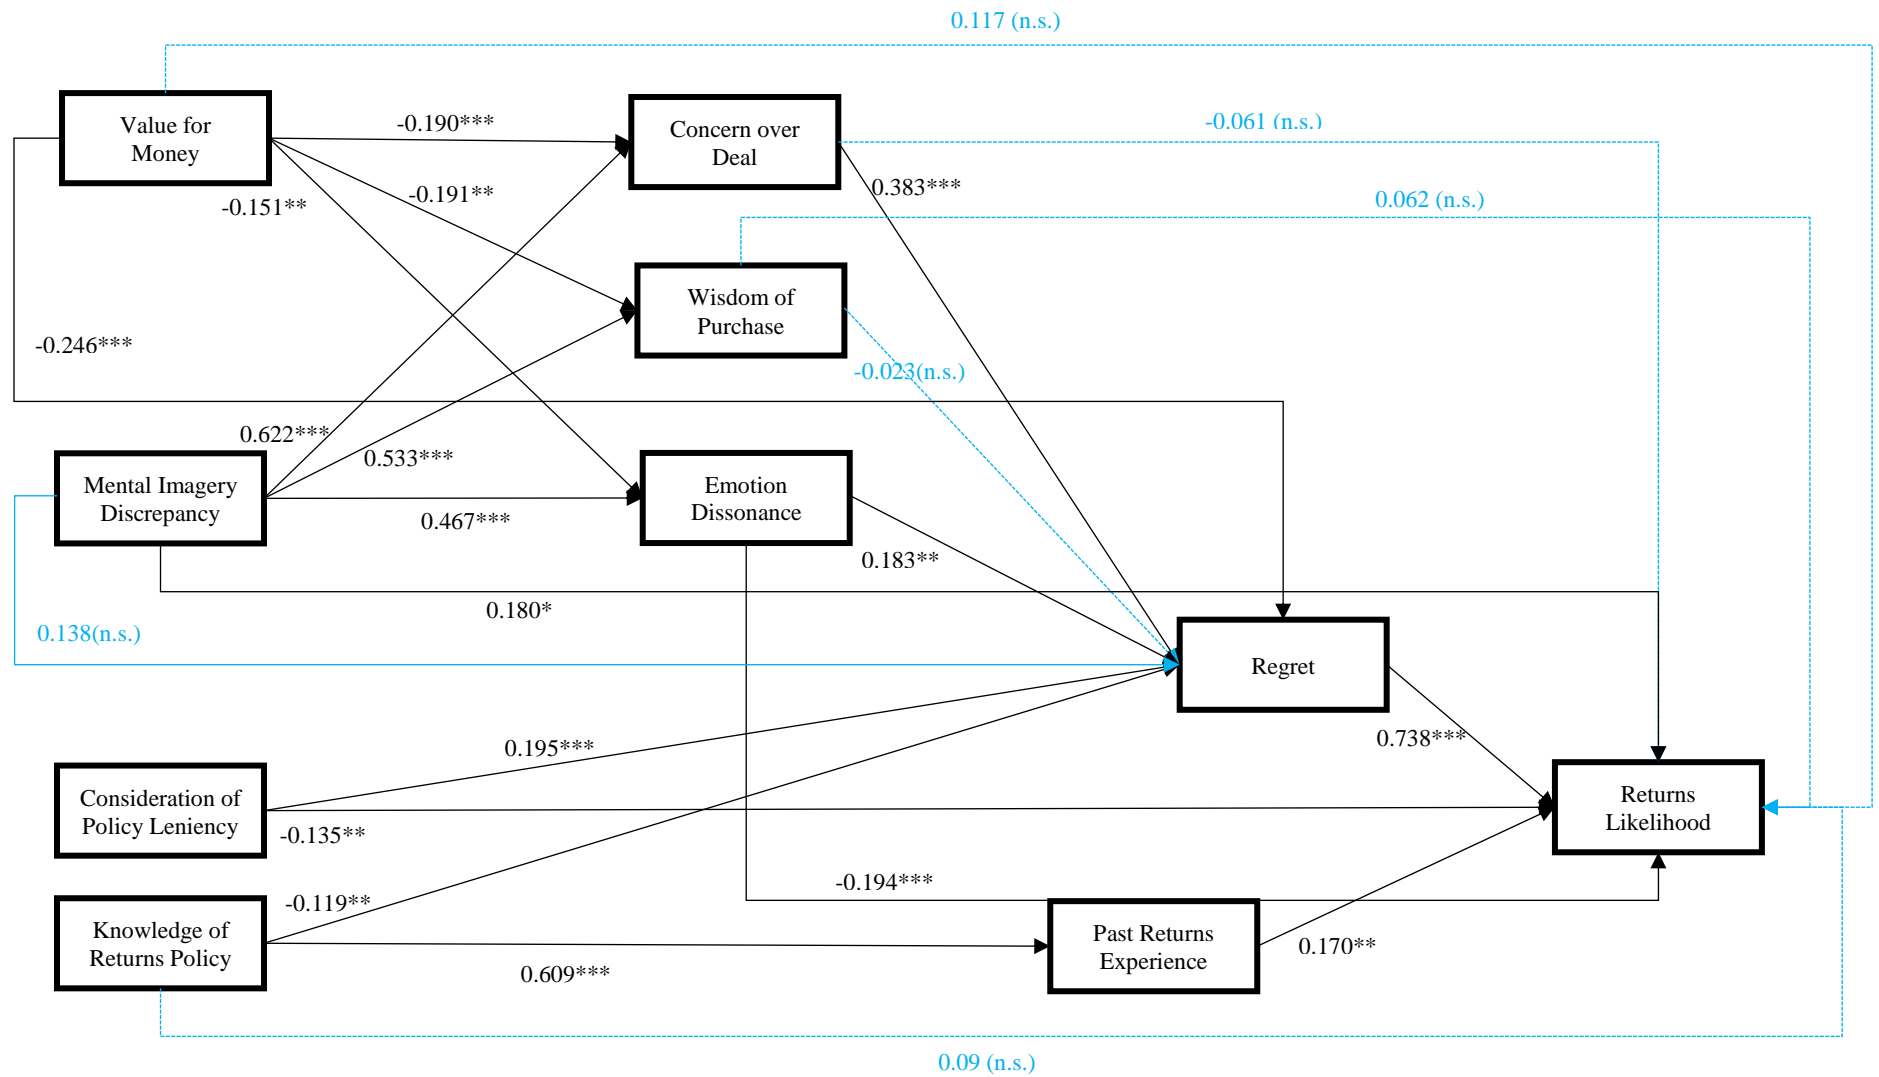 0.117 (n.s.)
Value for
Money
-0.190***
Concern over
Deal
-0.061 (n.s.)
-0.151**
-0.191**
0.383***
0.062 (n.s.)
Wisdom of
Purchase
-0.246***
-0.023(n.s.)
0.622***
0.533***
Mental Imagery
Discrepancy
0.467***
Emotion
Dissonance
0.183**
0.180*
0.138(n.s.)
Regret
0.195***
0.738***
Consideration of
Policy Leniency
-0.135**
Returns
Likelihood
-0.194***
-0.119**
Knowledge of
Returns Policy
0.609***
Past Returns
Experience
0.170**
0.09 (n.s.)